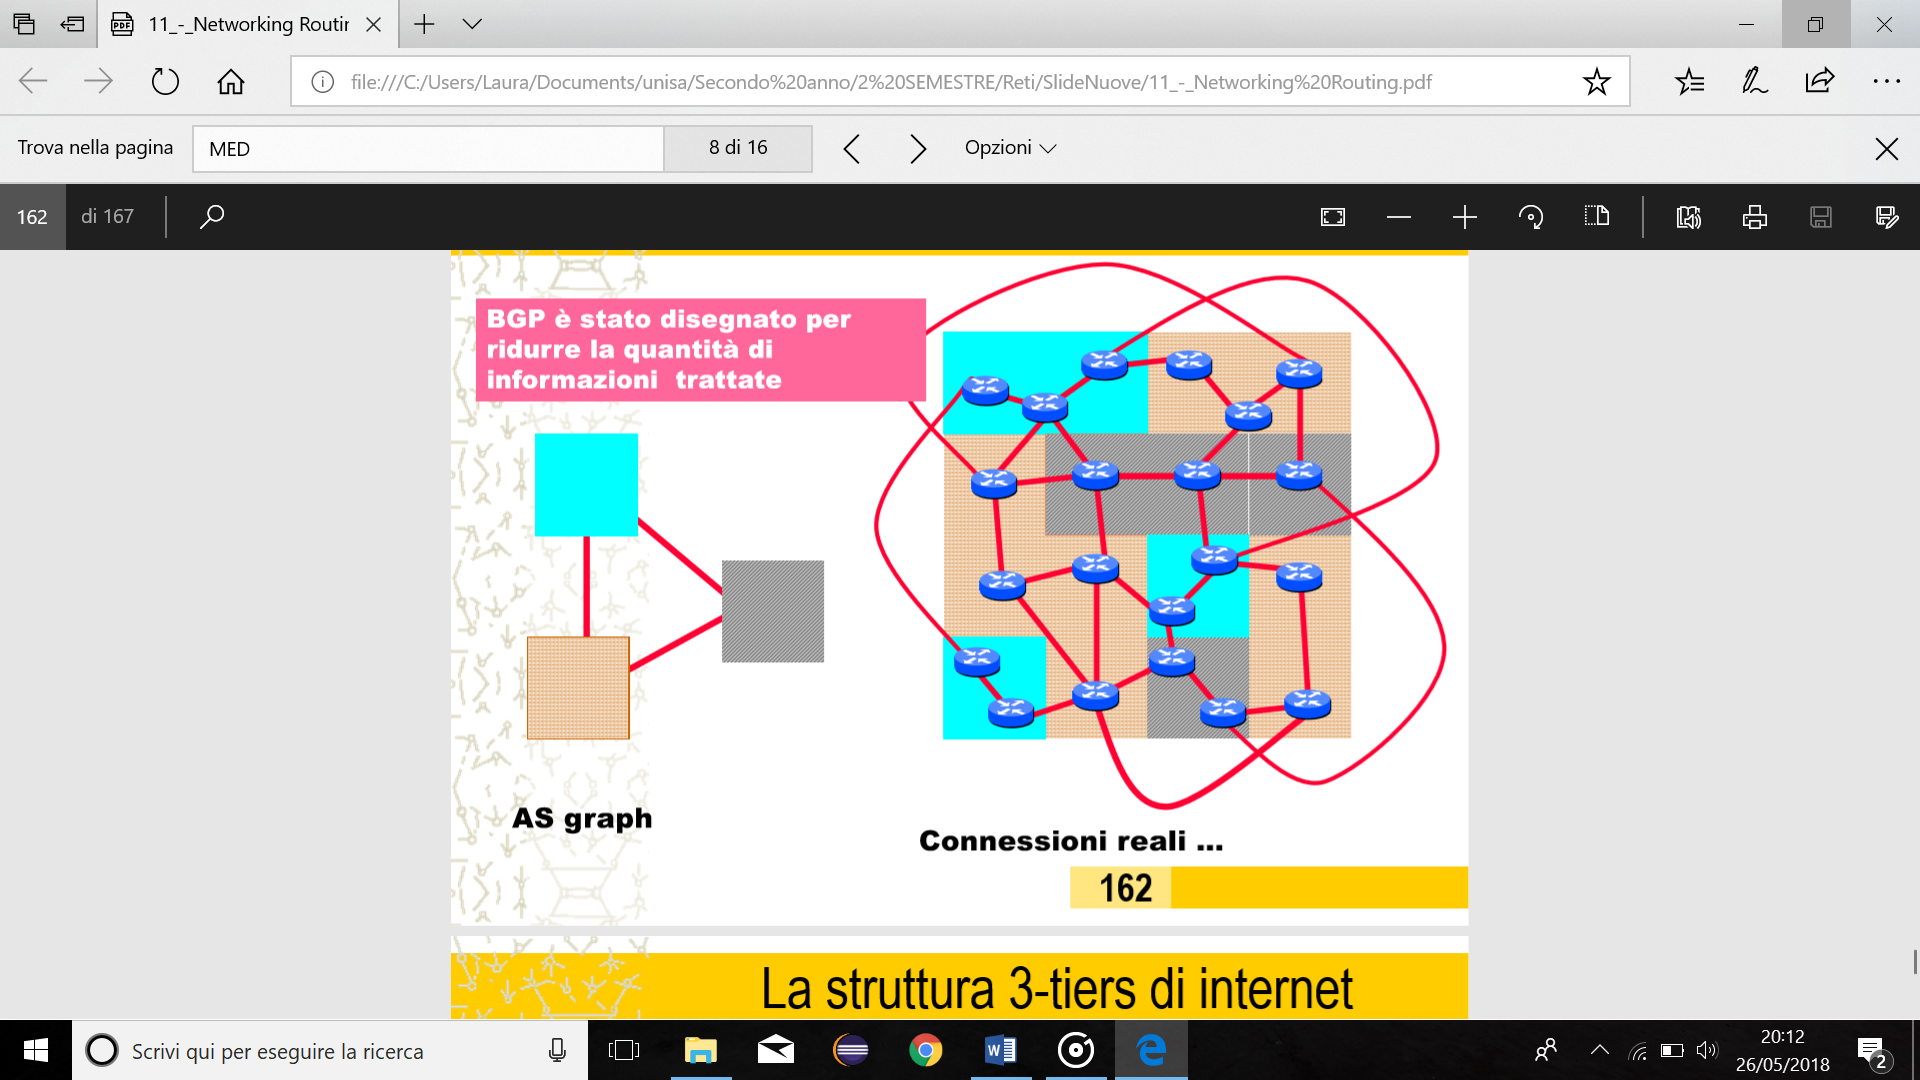 11_-_Networking Routir
file:///C:/Users/Laura/Documents/unisa/Secondo%20anno/2%20SEMESTRE/Reti/SlideNuove/11_-_Networking%20Routing.pdf
Trova nella pagina
MED
8 di 16
Opzioni
162
di 167
BGP è stato disegnato per
ridurre la quantità di
informazioni trattate
AS graph
Connessioni reali ...
162
La struttura 3-tiers di internet
Scrivi qui per eseguire la ricerca
20:12
26/05/2018
2